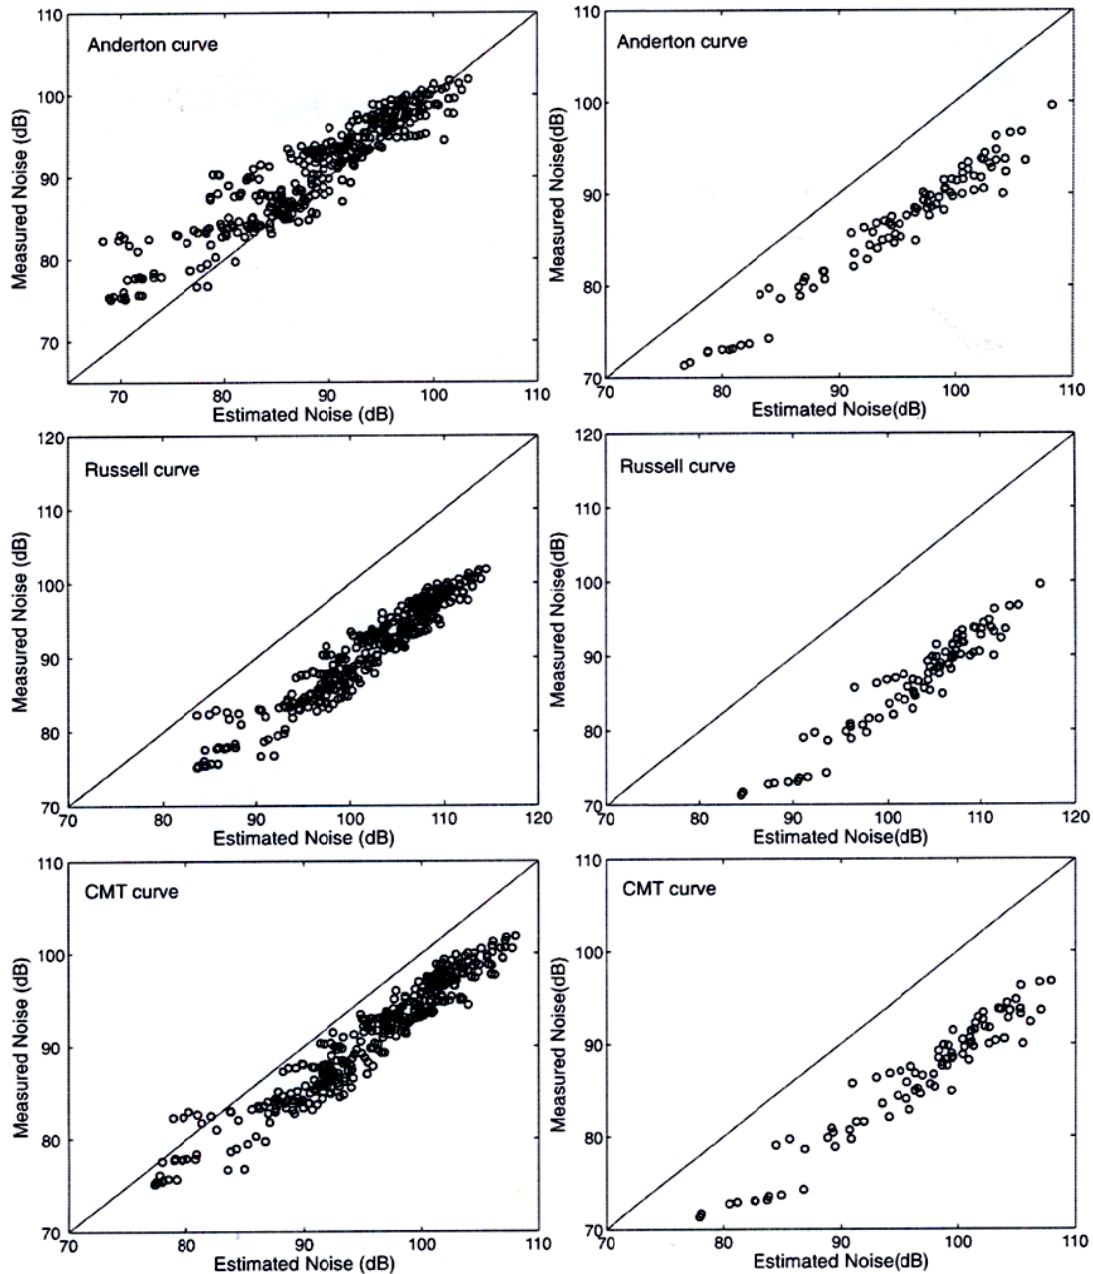 110
Anderton curve
100
90
80
70
Measured Noise (dB)
70 80 90 100 110
Estimated Noise (dB)
110
Anderton curve
100
90
80
70
Measured Noise(dB)
70 80 90 100 110
Estimated Noise(dB)
120
Russell curve
110
100
90
80
70
Measured Noise (dB)
70 80 90 100 110 120
Estimated Noise (dB)
120
Russell curve
110
100
90
80
70
Measured Noise(dB)
70 80 90 100 110 120
Estimated Noise(dB)
110
CMT curve
100
90
80
70
Measured Noise (dB)
70 80 90 100 110
Estimated Noise (dB)
110
CMT curve
100
90
80
70
Measured Noise(dB)
70 80 90 100 110
Estimated Noise(dB)